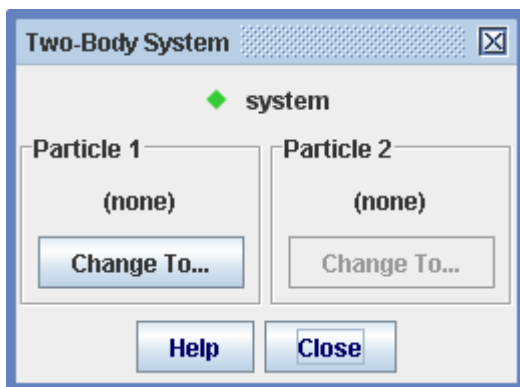 Two-Body System
system
Particle 1
Particle 2
(none)
(none)
Change To...
Change To...
Help
Close